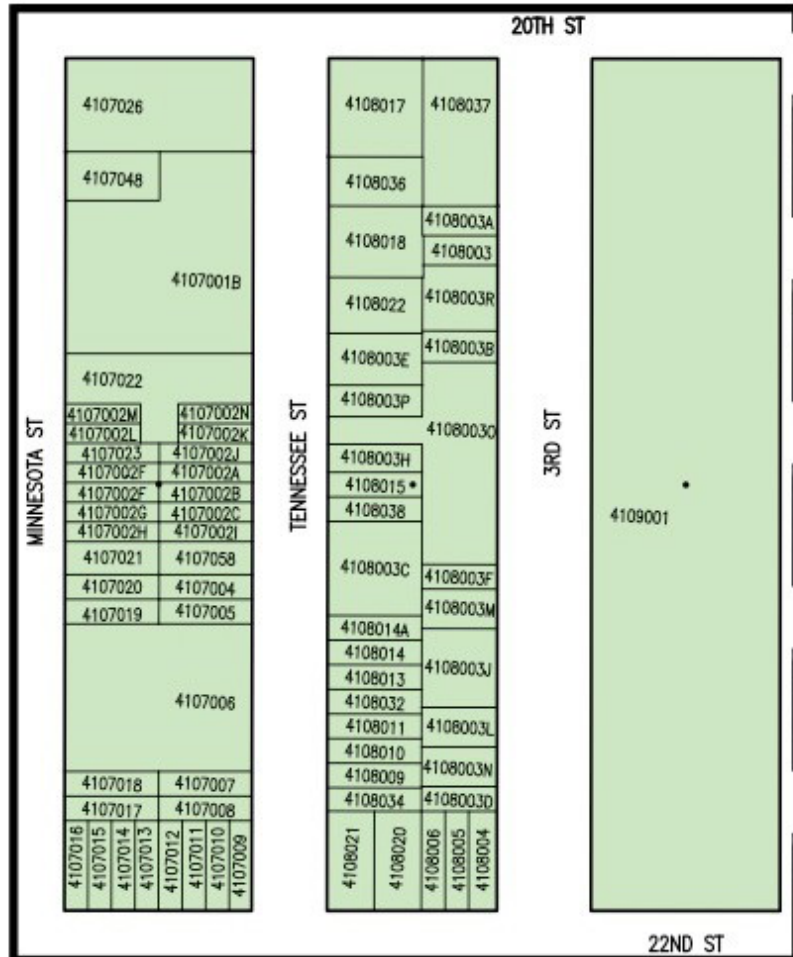 20TH ST
4107026
4107048
4107001B
4107022
4107002M
4107002N
4107002L
4107002K
4107023
4107002J
4107002F
4107002A
4107002F
4107002B
4107002G
4107002C
4107002H
4107002I
4107021
4107058
4107020
4107004
4107019
4107005
4107006
4107018
4107007
4107017
4107008
4107016
4107015
4107014
4107013
4107012
4107011
4107010
4107009
MINNESOTA ST
4108017
4108037
4108036
4108003A
4108018
4108003
4108003R
4108022
4108003B
4108003E
4108003P
4108003O
4108003H
4108015
4108038
4108003C
4108003F
4108003M
4108014A
4108014
4108003J
4108013
4108032
4108011
4108003L
4108010
4108009
4108003N
4108034
4108003D
4108021
4108020
4108006
4108005
4108004
TENNESSEE ST
3RD ST
4109001
22ND ST